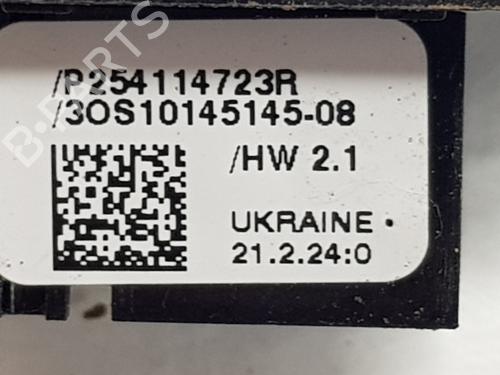 /P254114723R
/3OS10145145-08
/HW 2.1
UKRAINE
21.2.24:0
B-PARTS